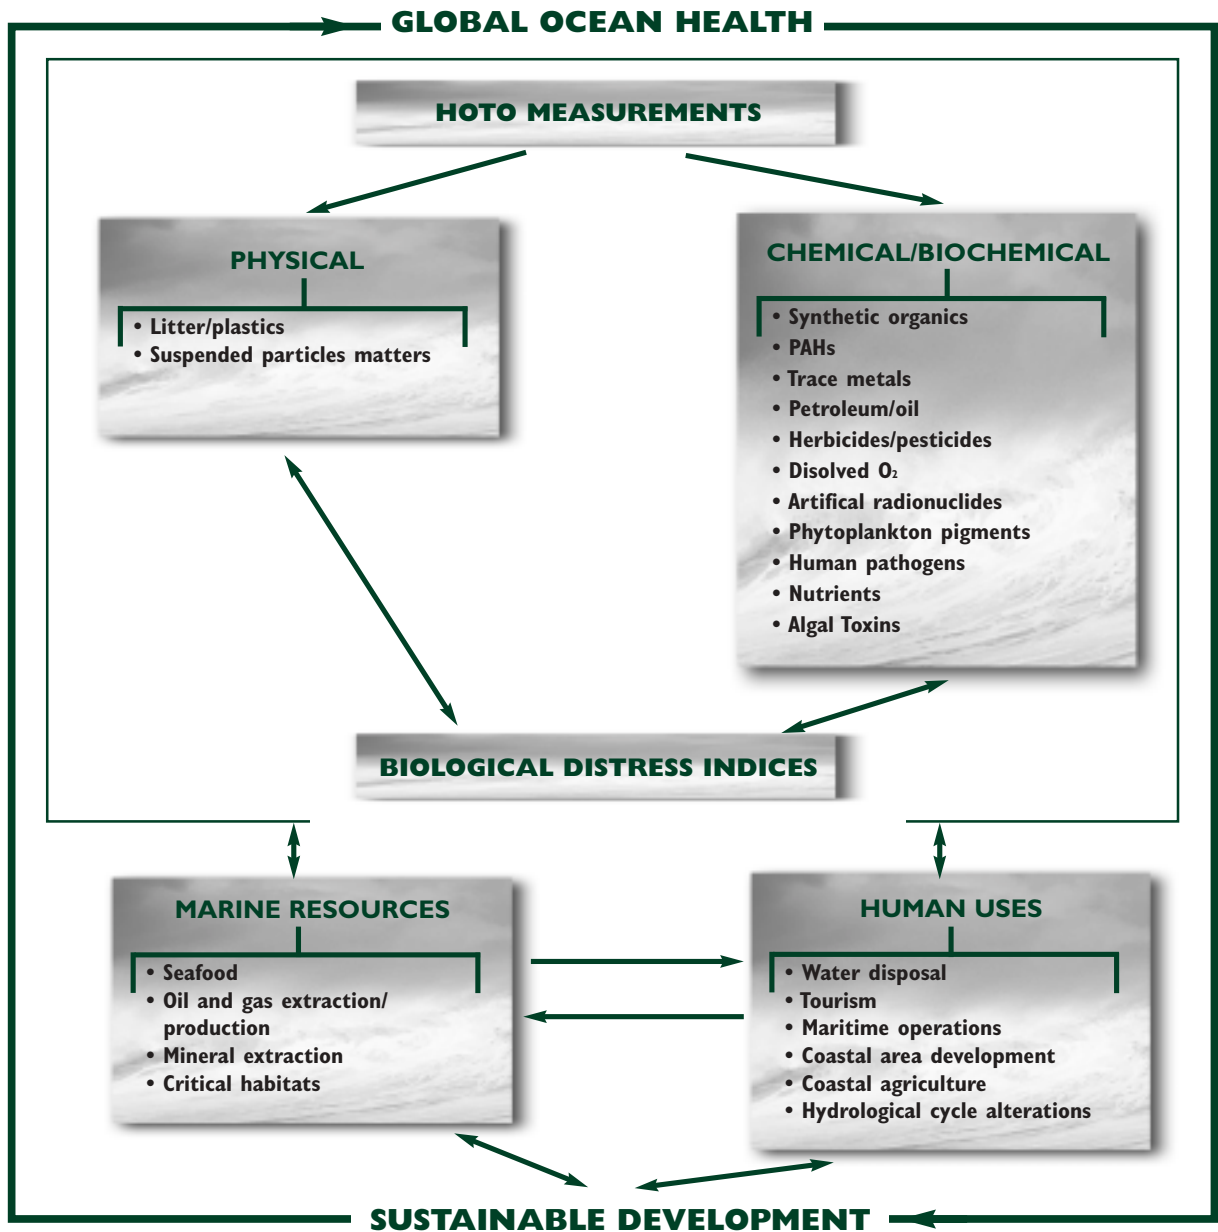 GLOBAL OCEAN HEALTH
HOTO MEASUREMENTS
PHYSICAL
• Litter/plastics
• Suspended particles matters
CHEMICAL/BIOCHEMICAL
• Synthetic organics
• PAHs
• Trace metals
• Petroleum/oil
• Herbicides/pesticides
• Disolved O₂
• Artifical radionuclides
• Phytoplankton pigments
• Human pathogens
• Nutrients
• Algal Toxins
BIOLOGICAL DISTRESS INDICES
MARINE RESOURCES
• Seafood
• Oil and gas extraction/
production
• Mineral extraction
• Critical habitats
HUMAN USES
• Water disposal
• Tourism
• Maritime operations
• Coastal area development
• Coastal agriculture
• Hydrological cycle alterations
SUSTAINABLE DEVELOPMENT